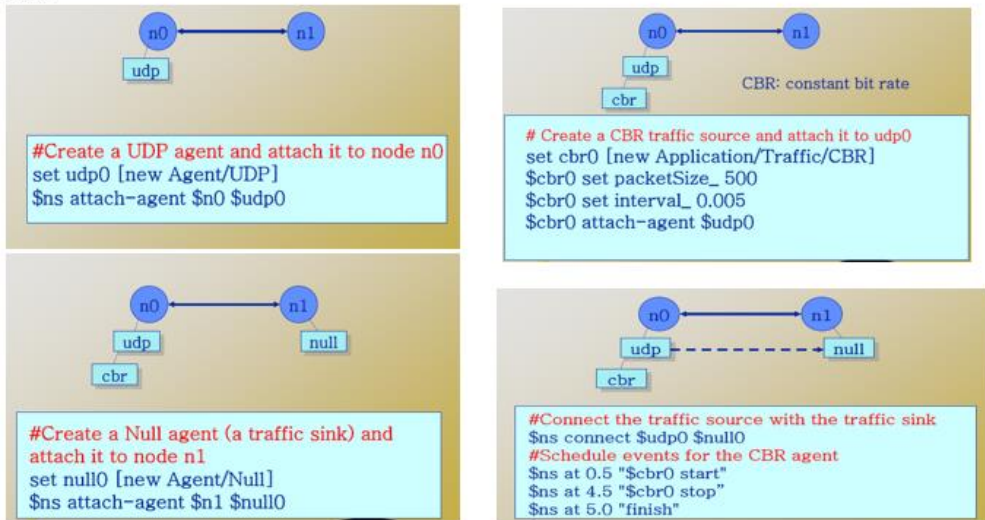 n0 n1
udp
#Create a UDP agent and attach it to node n0
set udp0 [new Agent/UDP]
$ns attach-agent $n0 $udp0
n0 n1
udp
CBR: constant bit rate
cbr
# Create a CBR traffic source and attach it to udp0
set cbr0 [new Application/Traffic/CBR]
$cbr0 set packetSize_ 500
$cbr0 set interval_ 0.005
$cbr0 attach-agent $udp0
n0 n1
udp null
cbr
#Create a Null agent (a traffic sink) and
attach it to node n1
set null0 [new Agent/Null]
$ns attach-agent $n1 $null0
n0 n1
udp null
cbr
#Connect the traffic source with the traffic sink
$ns connect $udp0 $null0
#Schedule events for the CBR agent
$ns at 0.5 "$cbr0 start"
$ns at 4.5 "$cbr0 stop”
$ns at 5.0 "finish"